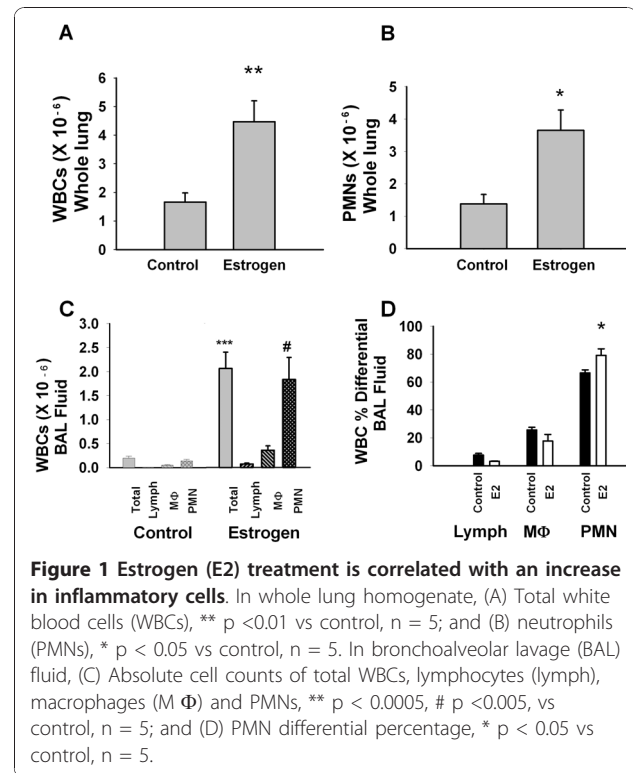 A
B
**
*
WBCs (X 10 -6)
Whole lung
6
5
4
3
2
1
0
Control Estrogen
PMNs (X 10 -6)
Whole lung
5
4
3
2
1
0
Control Estrogen
C
D
WBCs (X 10 -6)
BAL Fluid
3.0
2.5
2.0
1.5
1.0
0.5
0.0
***
#
Total
Lymph
M Φ
PMN
Total
Lymph
M Φ
PMN
Control Estrogen
WBC % Differential
BAL Fluid
100
80
60
40
20
0
*
Control
E2
Control
E2
Control
E2
Lymph MΦ PMN
Figure 1 Estrogen (E2) treatment is correlated with an increase
in inflammatory cells. In whole lung homogenate, (A) Total white
blood cells (WBCs), ** p <0.01 vs control, n = 5; and (B) neutrophils
(PMNs), * p < 0.05 vs control, n = 5. In bronchoalveolar lavage (BAL)
fluid, (C) Absolute cell counts of total WBCs, lymphocytes (lymph),
macrophages (M Φ) and PMNs, ** p < 0.0005, # p <0.005, vs
control, n = 5; and (D) PMN differential percentage, * p < 0.05 vs
control, n = 5.